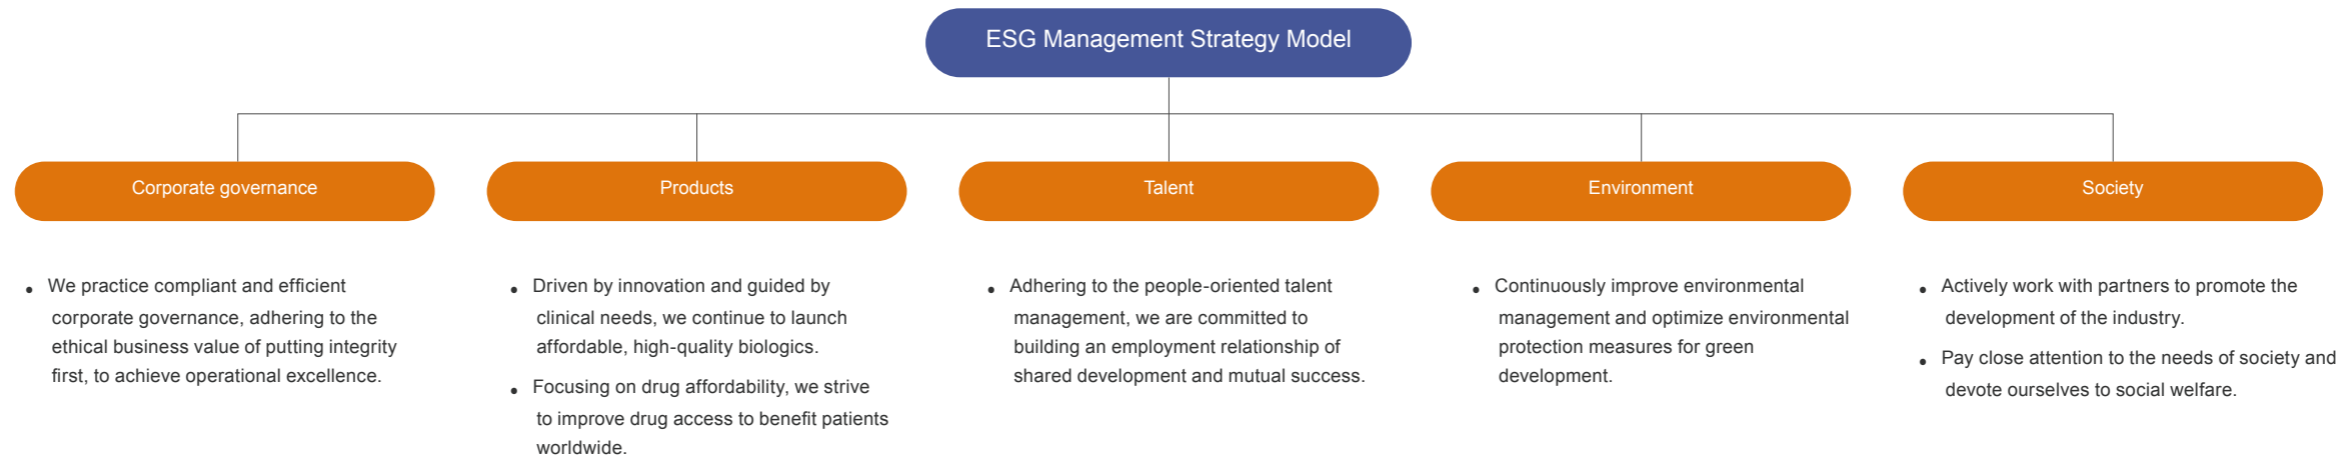 ESG Management Strategy Model
Corporate governance
Products
Talent
Environment
Society
• We practice compliant and efficient
corporate governance, adhering to the
ethical business value of putting integrity
first, to achieve operational excellence.
• Driven by innovation and guided by
clinical needs, we continue to launch
affordable, high-quality biologics.
• Focusing on drug affordability, we strive
to improve drug access to benefit patients
worldwide.
• Adhering to the people-oriented talent
management, we are committed to
building an employment relationship of
shared development and mutual success.
• Continuously improve environmental
management and optimize environmental
protection measures for green
development.
• Actively work with partners to promote the
development of the industry.
• Pay close attention to the needs of society and
devote ourselves to social welfare.